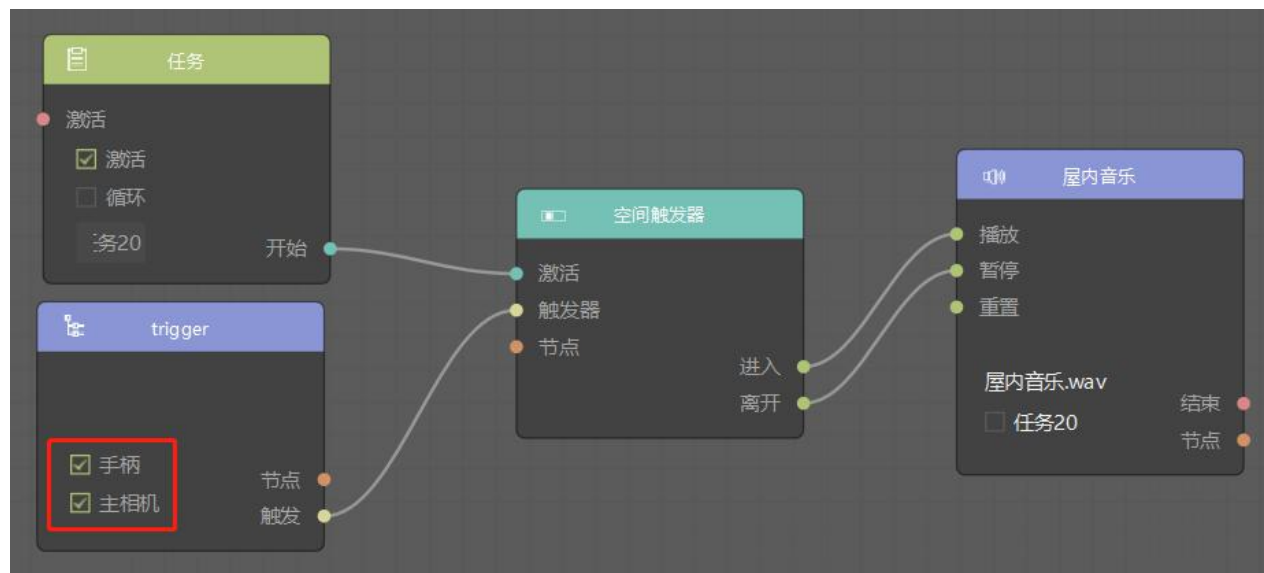 任务
激活
激活
循环
务20
开始
trigger
手柄
主相机
节点
触发
空间触发器
激活
触发器
节点
进入
离开
屋内音乐
播放
暂停
重置
屋内音乐.wav
任务20
结束
节点